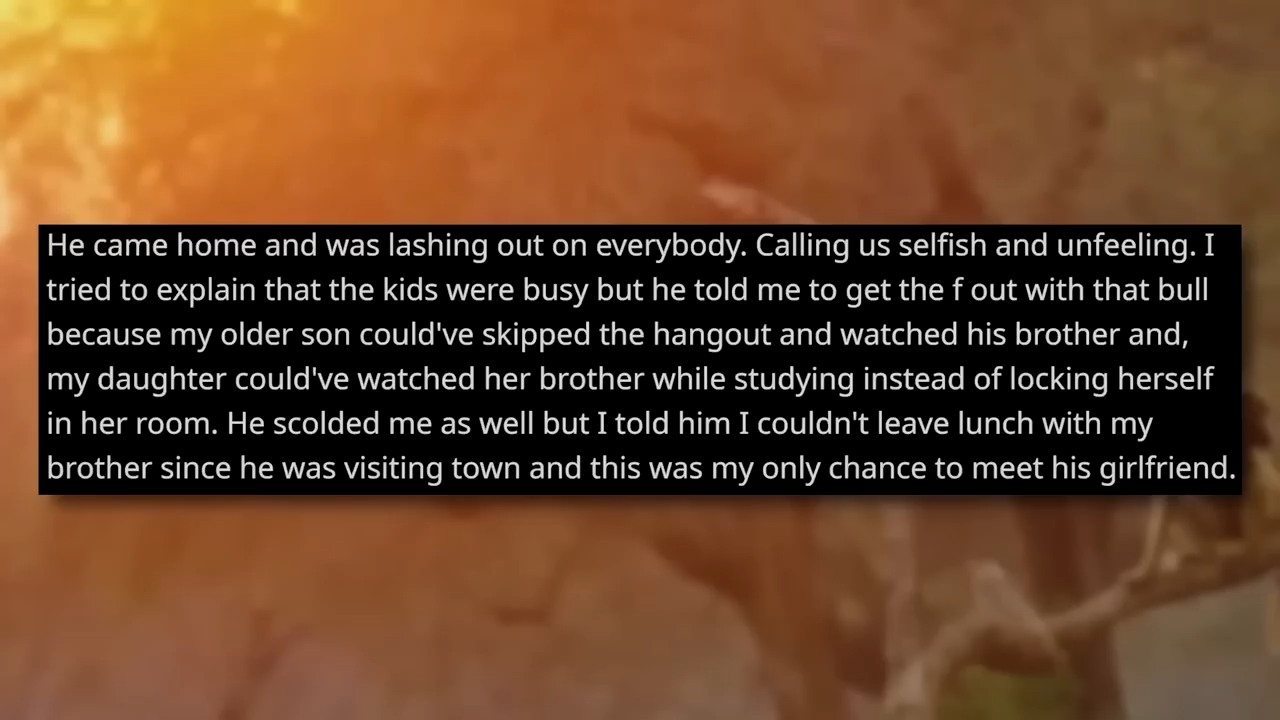 He came home and was lashing out on everybody. Calling us selfish and unfeeling. I
tried to explain that the kids were busy but he told me to get the f out with that bull
because my older son could've skipped the hangout and watched his brother and,
my daughter could've watched her brother while studying instead of locking herself
in her room. He scolded me as well but I told him I couldn't leave lunch with my
brother since he was visiting town and this was my only chance to meet his girlfriend.